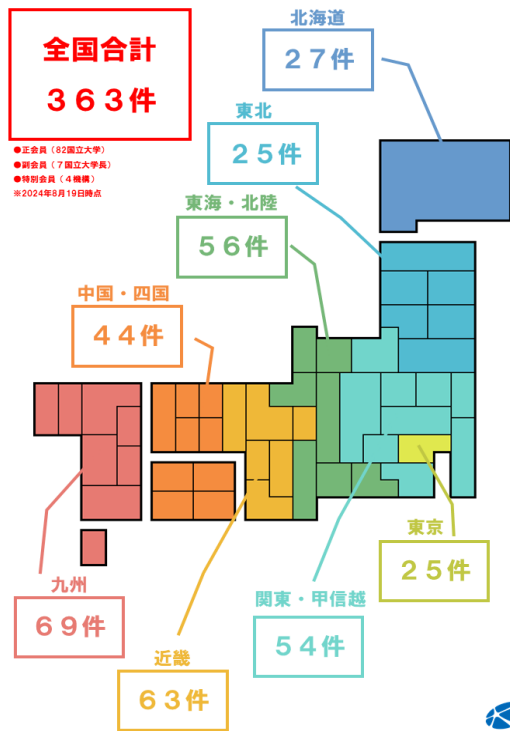 全国合計
３６３件
●正会員（82国立大学）
●副会員（７国立大学長）
●特別会員（４機構）
※2024年8月19日時点
北海道
２７件
東北
２５件
東海・北陸
５６件
中国・四国
４４件
東京
２５件
九州
６９件
関東・甲信越
５４件
近畿
６３件